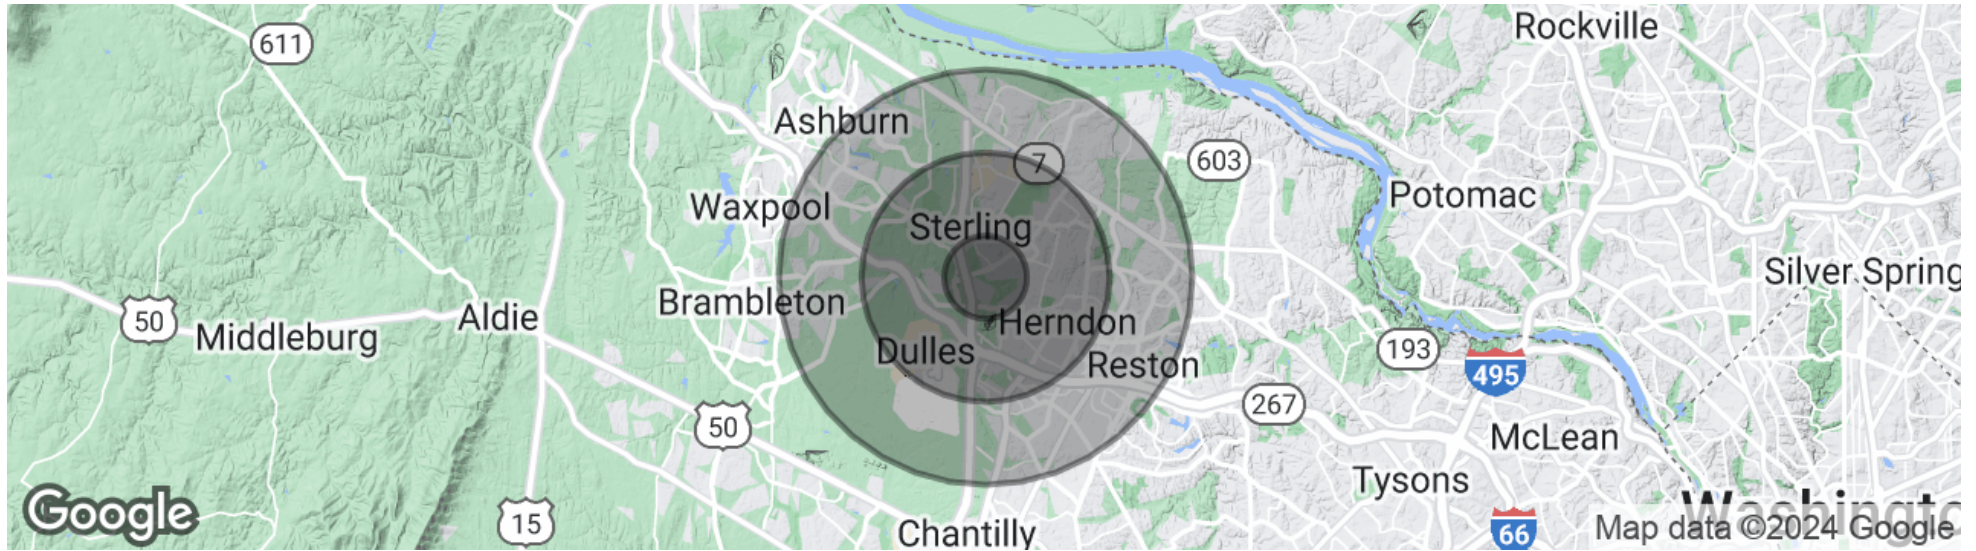 Rockville
611
Ashburn
7
603
Potomac
Waxpool
Sterling
Silver Spring
Brambleton
50
Middleburg
Aldie
Herndon
Dulles
Reston
193
495
267
50
McLean
Tysons
Google
15
Chantilly
66
Washingto
Map data ©2024 Google